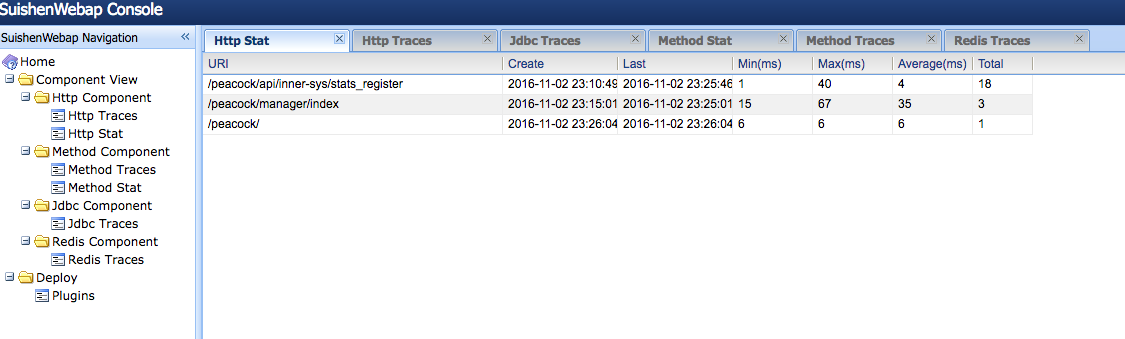 SuishenWebap Console
SuishenWebap Navigation
Home
Component View
Http Component
Http Traces
Http Stat
Method Component
Method Traces
Method Stat
Jdbc Component
Jdbc Traces
Redis Component
Redis Traces
Deploy
Plugins
Http Stat Http Traces Jdbc Traces Method Stat Method Traces Redis Traces
URI Create Last Min(ms) Max(ms) Average(ms) Total
/peacock/api/inner-sys/stats_register 2016-11-02 23:10:49 2016-11-02 23:25:46 1 40 4 18
/peacock/manager/index 2016-11-02 23:15:01 2016-11-02 23:25:01 15 67 35 3
/peacock/ 2016-11-02 23:26:04 2016-11-02 23:26:04 6 6 6 1